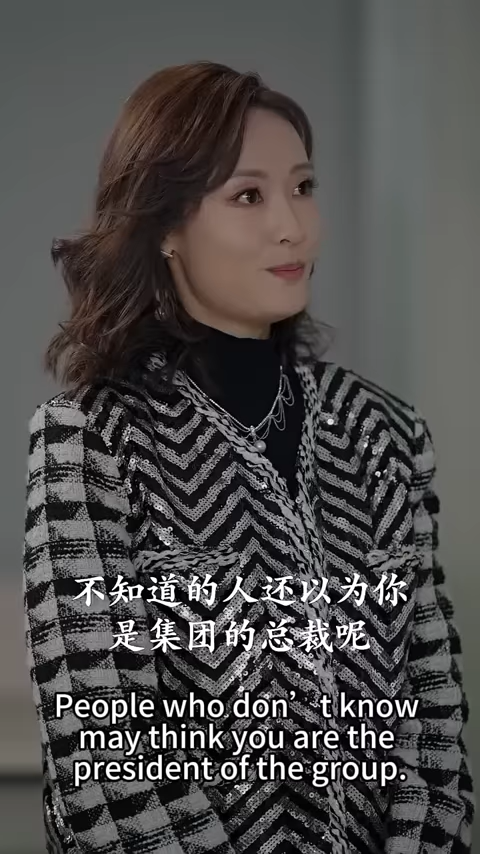 不知道的人还以为你
是集团的总裁呢
People who don't know
may think you are the
president of the group.